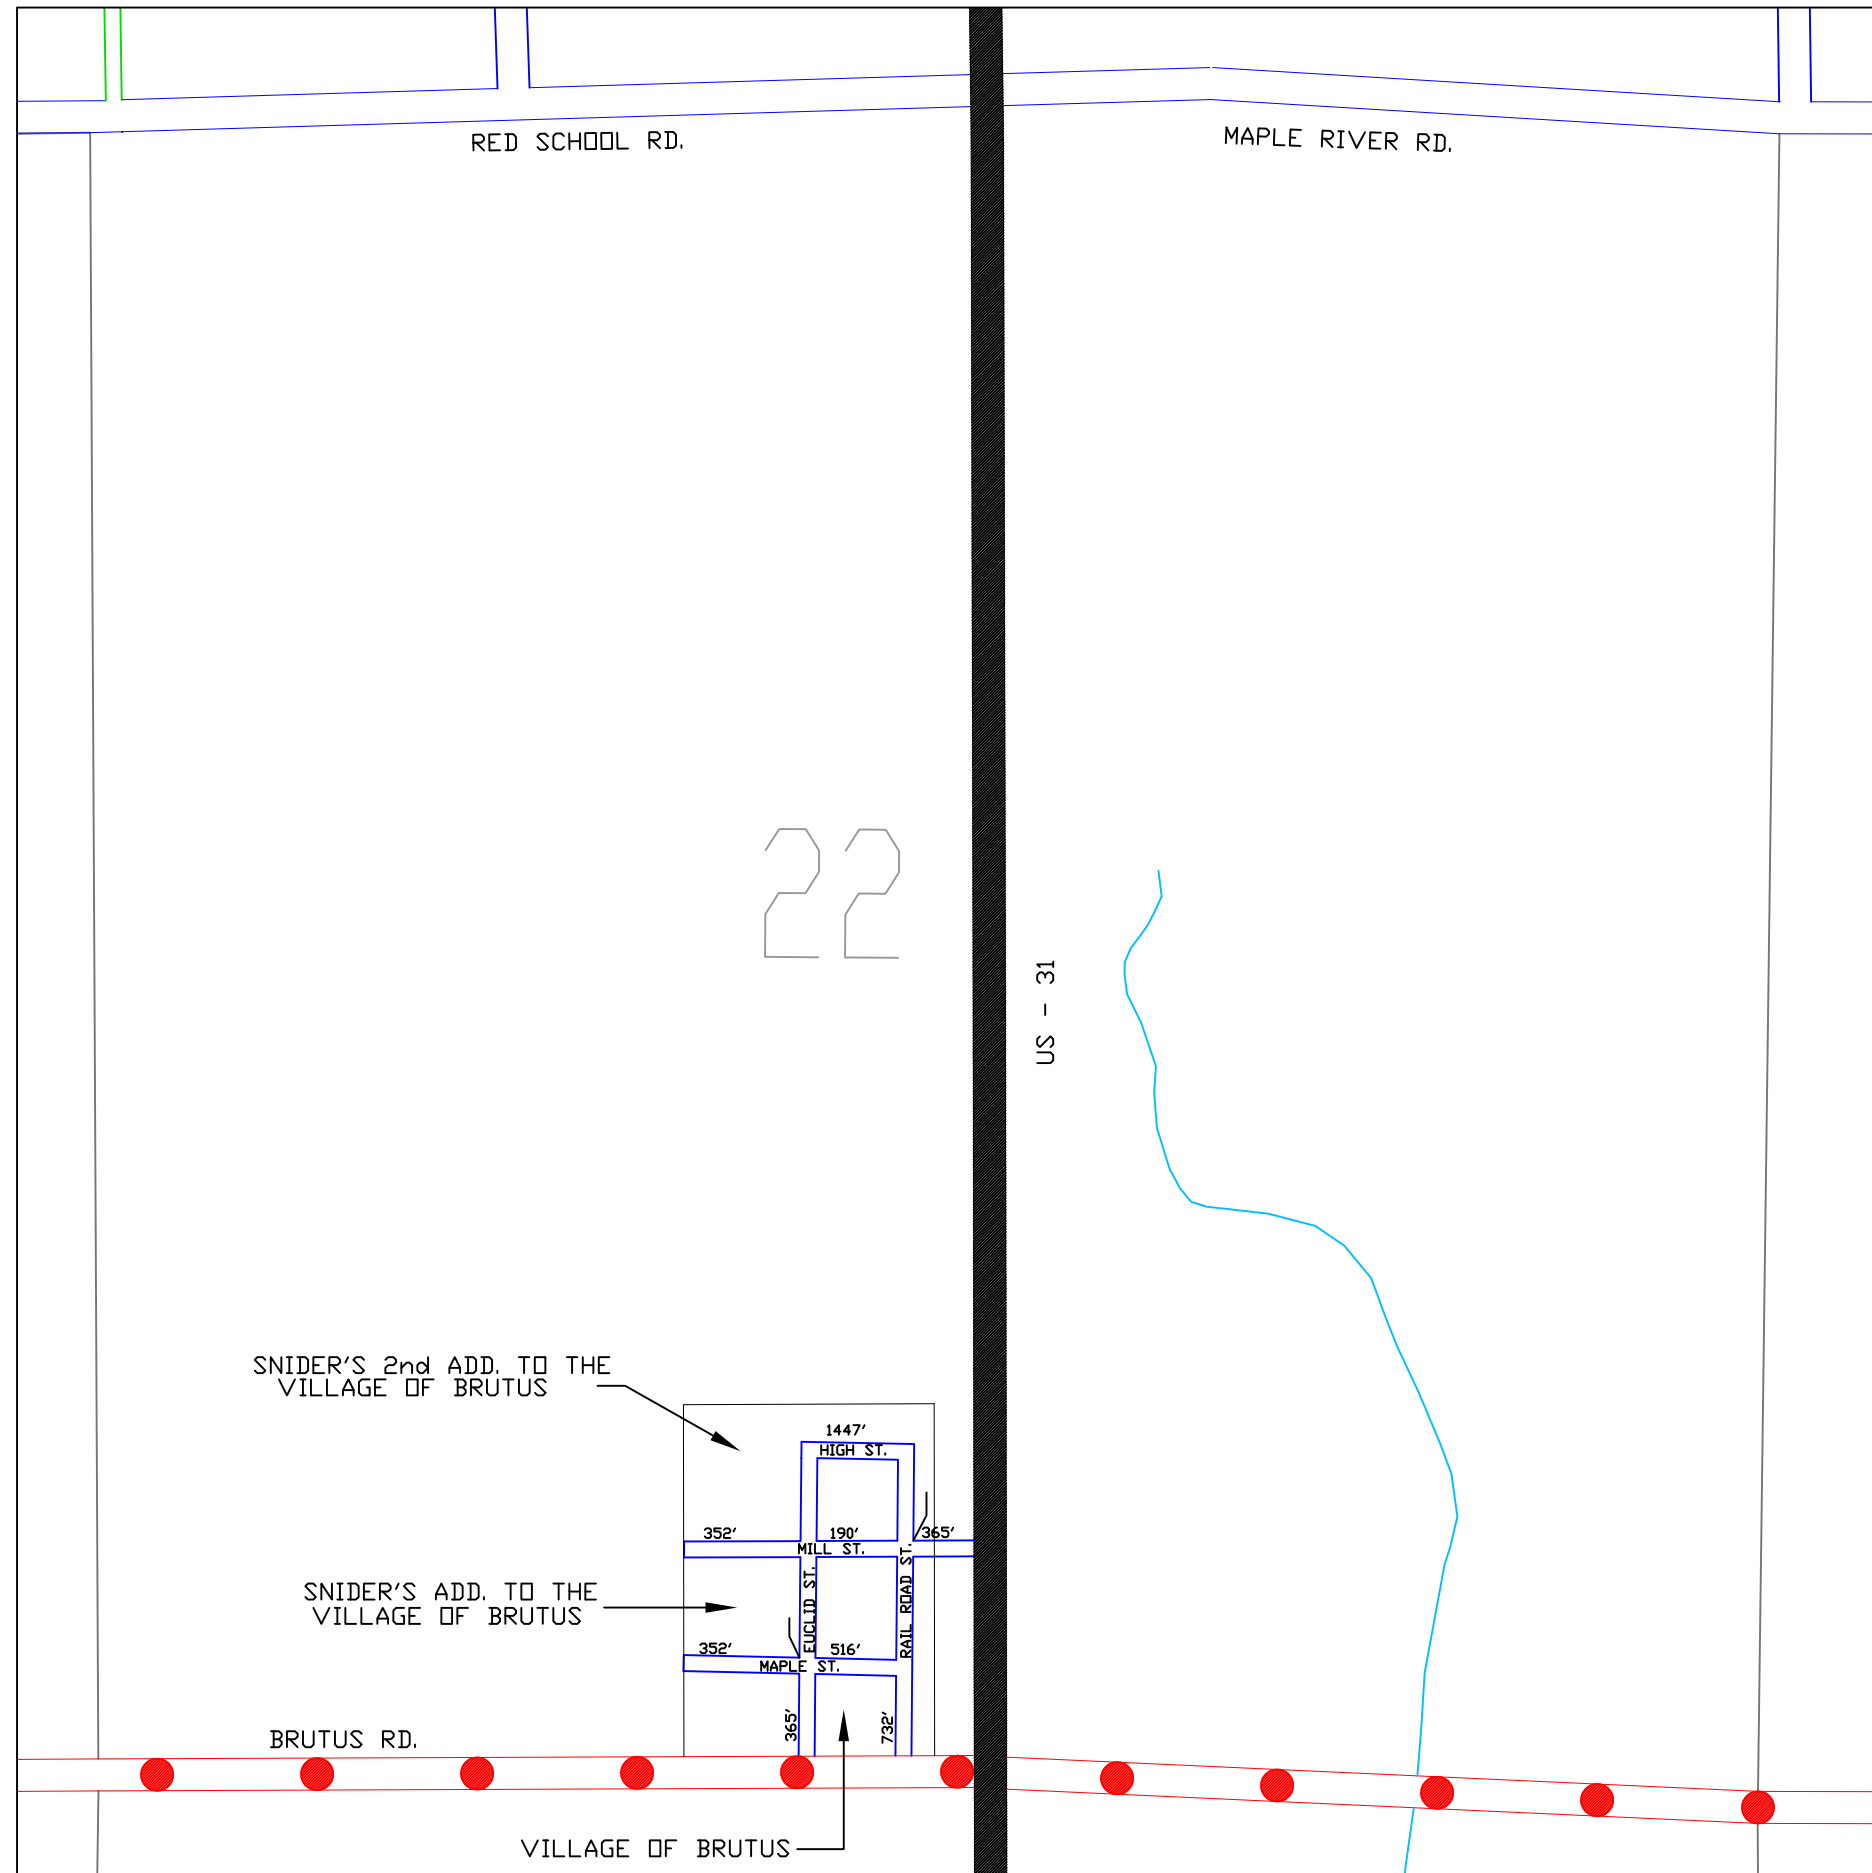 RED SCHOOL RD.
MAPLE RIVER RD.
22
US - 31
SNIDER'S 2nd ADD. TO THE
VILLAGE OF BRUTUS
1447'
HIGH ST.
352'
190'
365'
MILL ST.
SNIDER'S ADD. TO THE
VILLAGE OF BRUTUS
EUCLID ST.
RAIL ROAD ST.
352'
516'
MAPLE ST.
365'
732'
BRUTUS RD.
VILLAGE OF BRUTUS